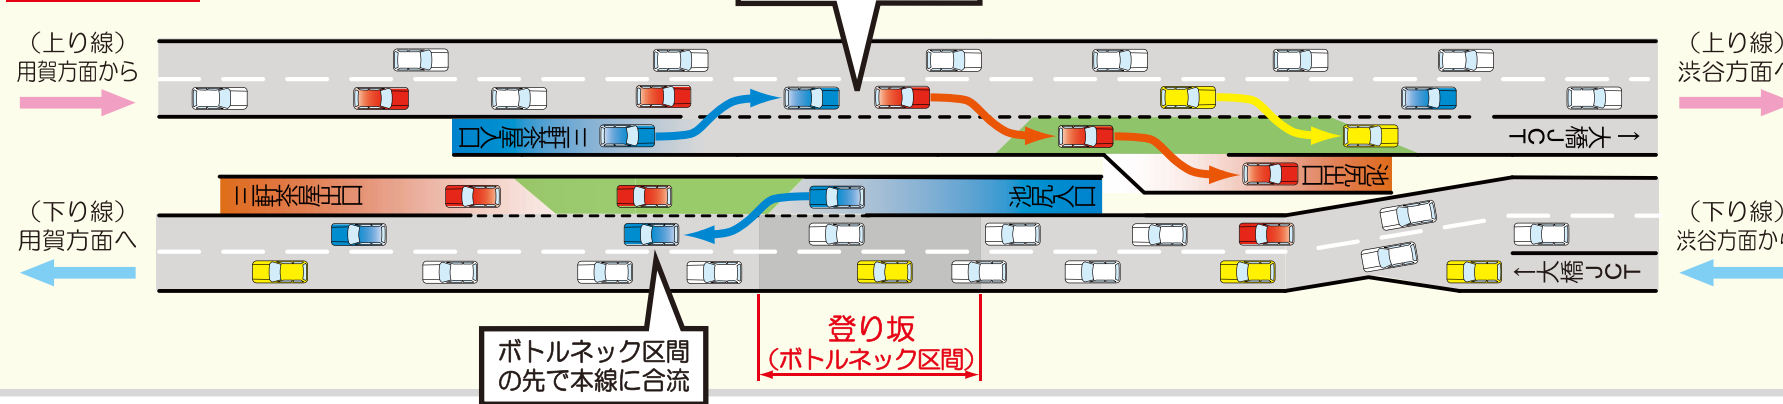 （上り線）
用賀方面から
（上り線）
渋谷方面へ
三軒茶屋入口
大橋JCT
池尻出口
三軒茶屋出口
池尻入口
（下り線）
用賀方面へ
（下り線）
渋谷方面から
大橋JCT
登り坂
（ボトルネック区間）
ボトルネック区間
の先で本線に合流